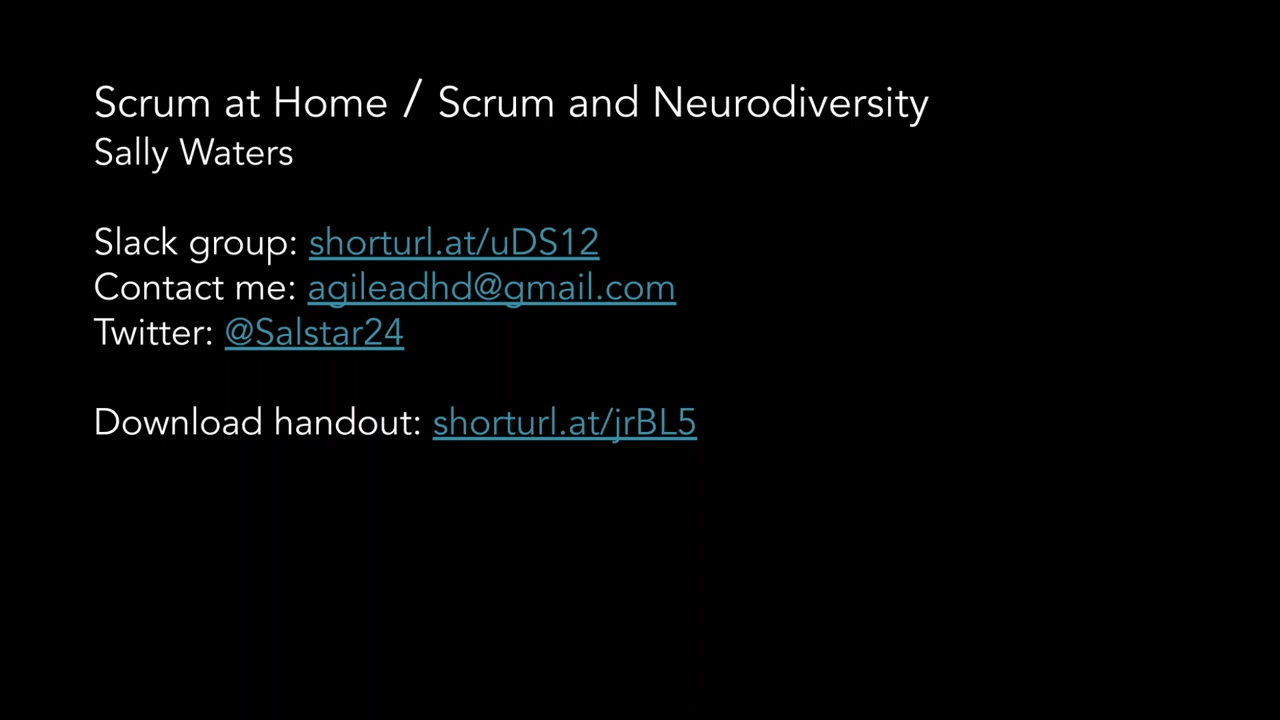 Scrum at Home / Scrum and Neurodiversity
Sally Waters
Slack group: shorturl.at/uDS12
Contact me: agileadhd@gmail.com
Twitter: @Salstar24
Download handout: shorturl.at/jrBL5